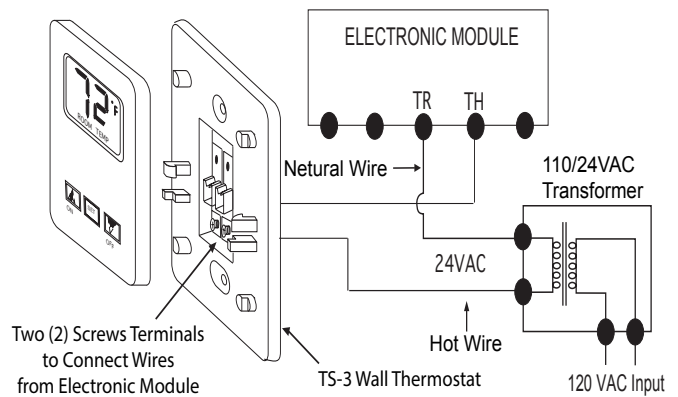 ELECTRONIC MODULE
TR TH
72°F
ROOM TEMP
ON
SET
OFF
Netural Wire
110/24VAC
Transformer
24VAC
Hot Wire
Two (2) Screws Terminals
to Connect Wires
from Electronic Module
TS-3 Wall Thermostat
120 VAC Input